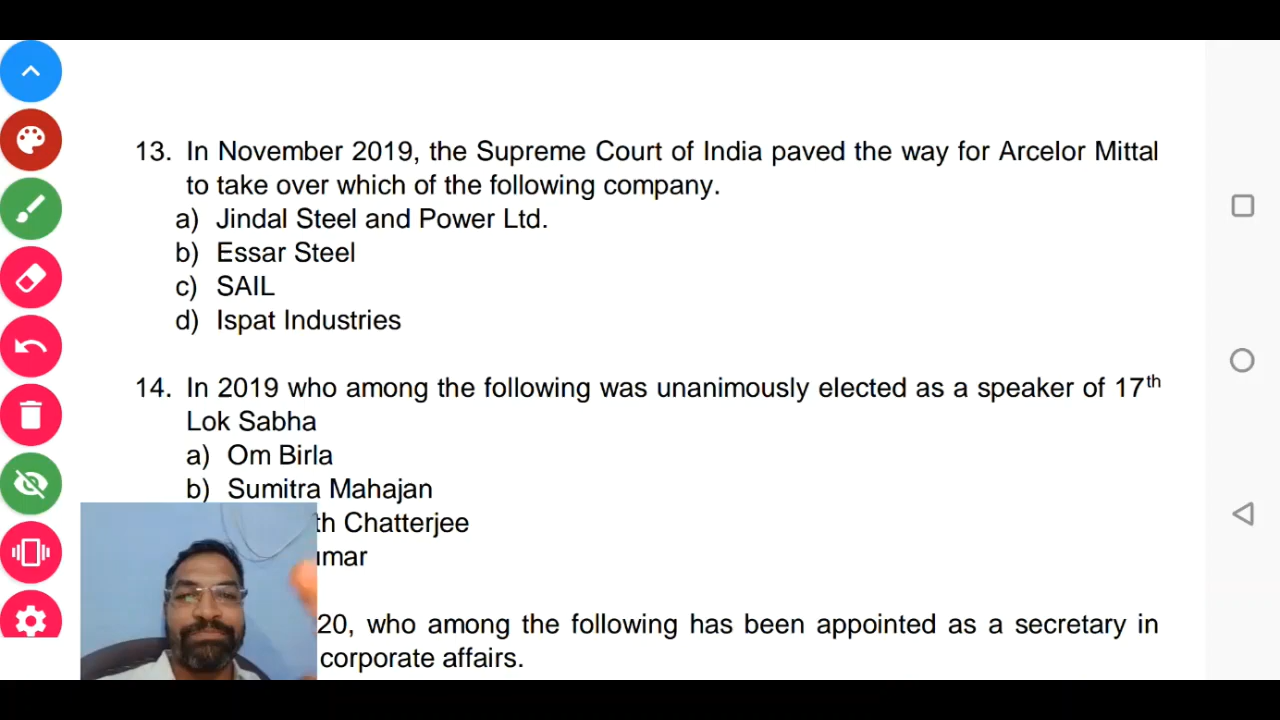 13. In November 2019, the Supreme Court of India paved the way for Arcelor Mittal
to take over which of the following company.
a) Jindal Steel and Power Ltd.
b) Essar Steel
c) SAIL
d) Ispat Industries
14. In 2019 who among the following was unanimously elected as a speaker of 17th
Lok Sabha
a) Om Birla
b) Sumitra Mahajan
Chatterjee
20, who among the following has been appointed as a secretary in
corporate affairs.